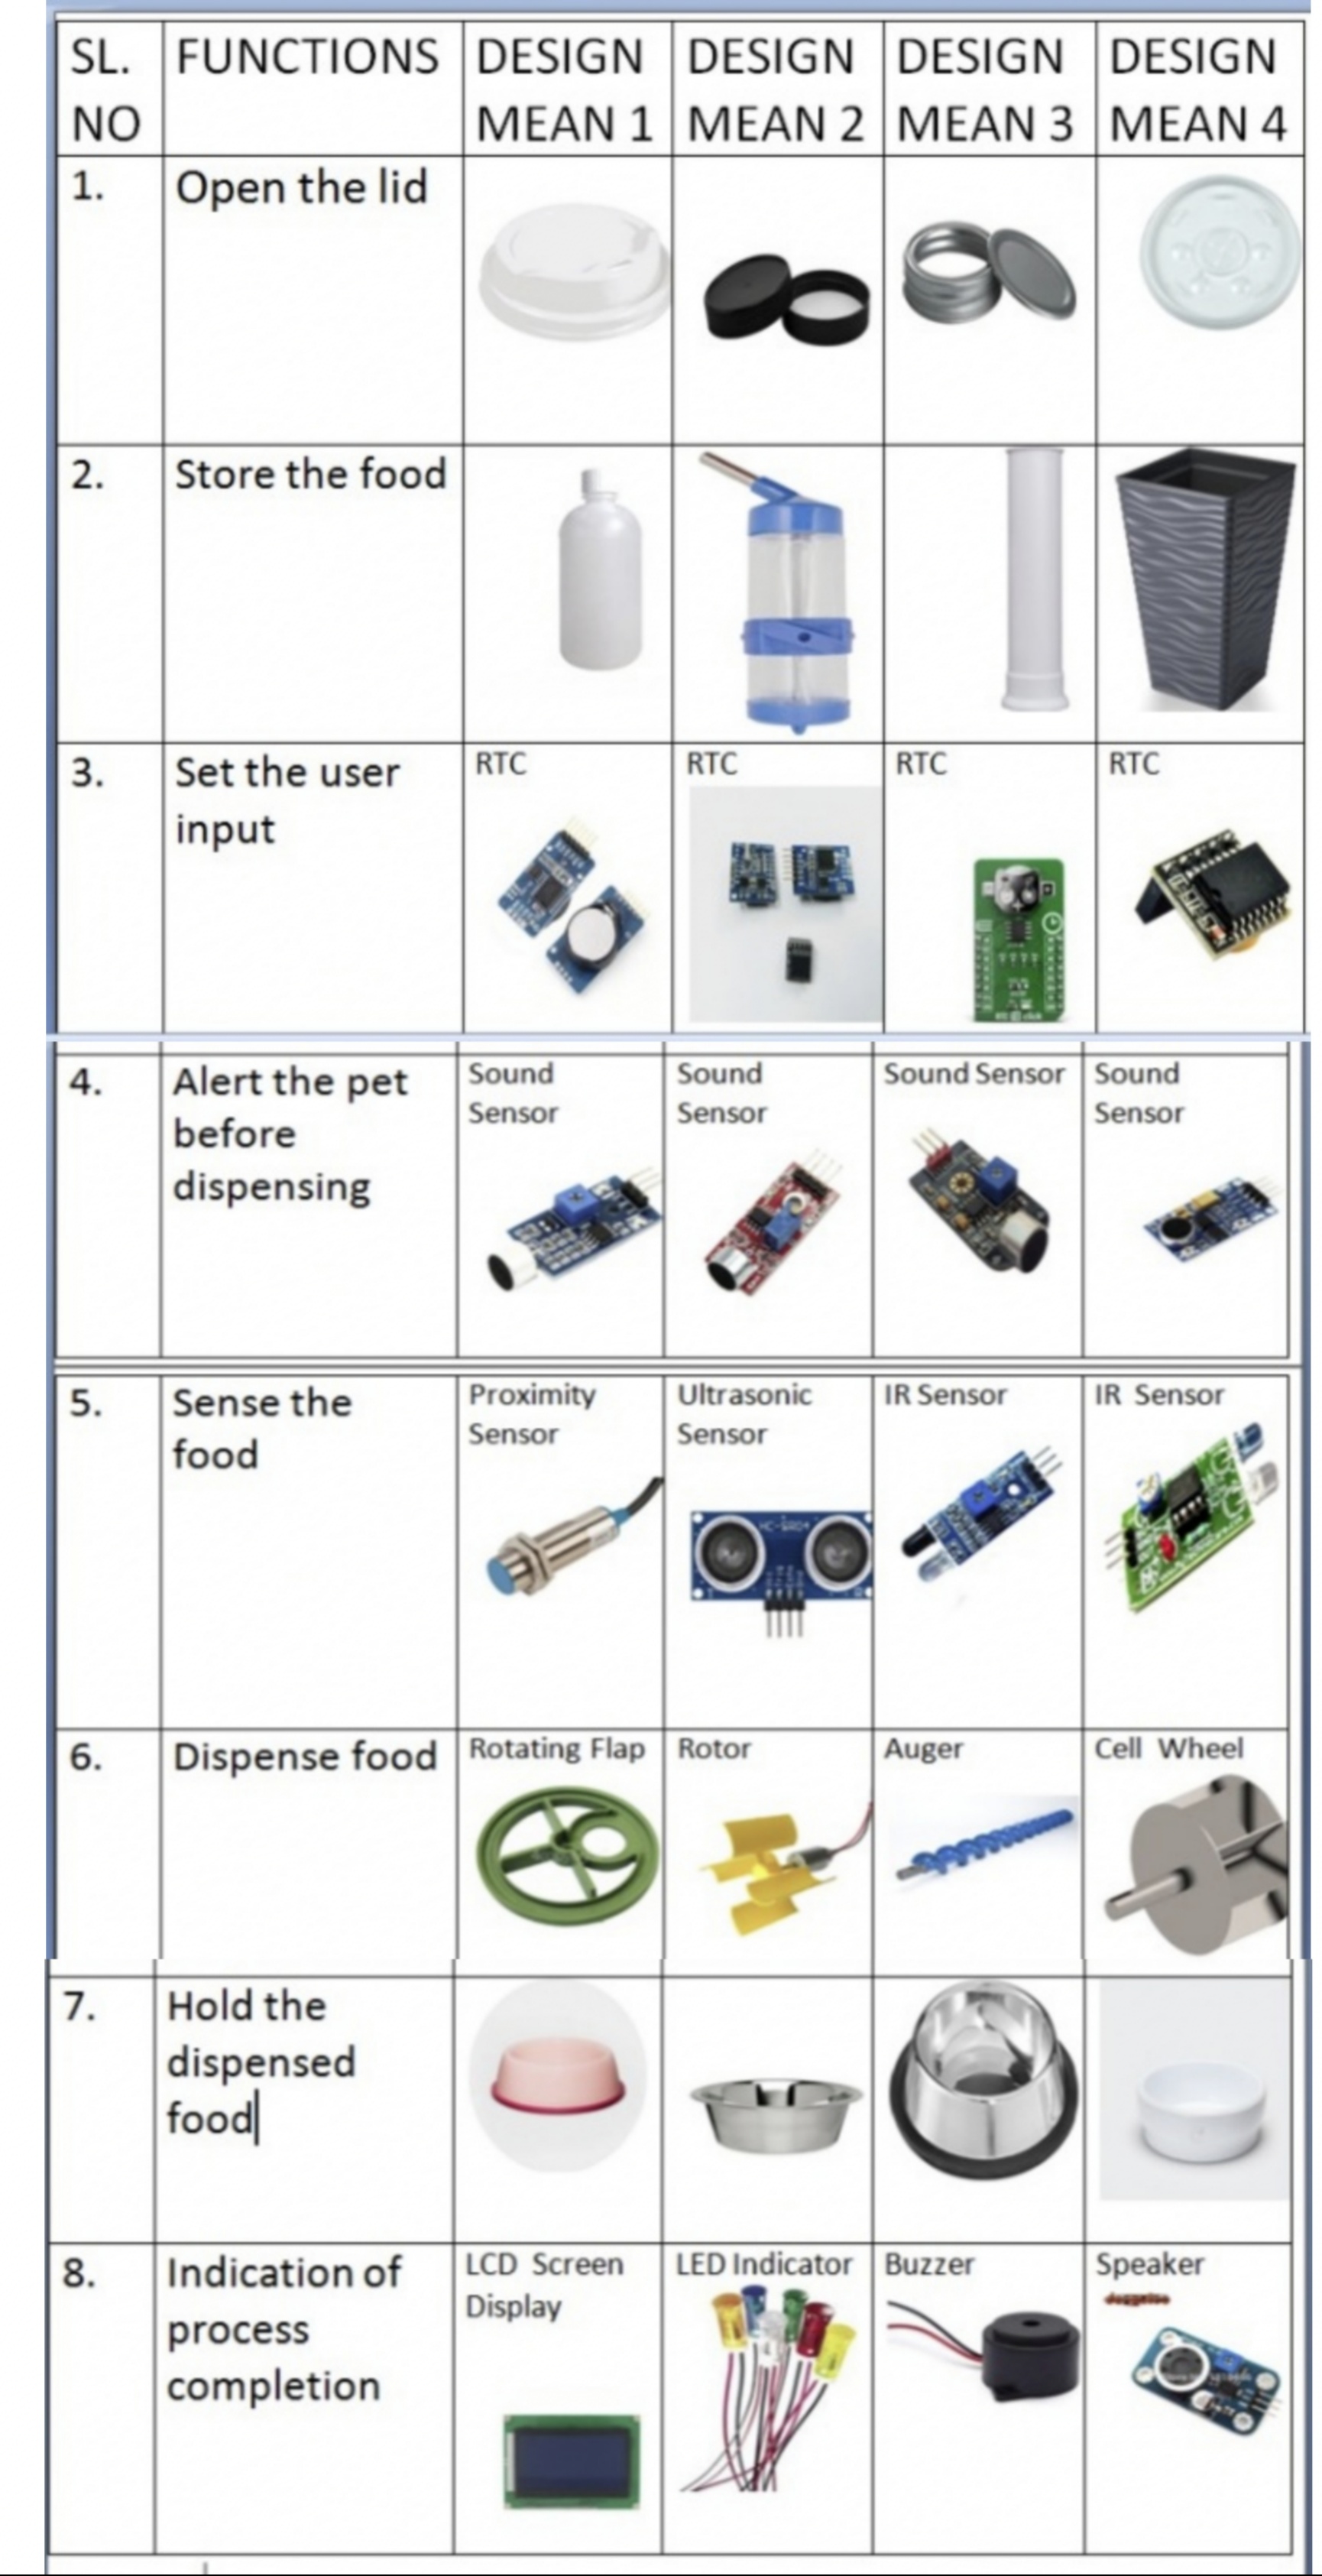 SL.
NO
FUNCTIONS
DESIGN
MEAN 1
DESIGN
MEAN 2
DESIGN
MEAN 3
DESIGN
MEAN 4
1.
Open the lid
2.
Store the food
3.
Set the user
input
RTC
RTC
RTC
RTC
4.
Alert the pet
before
dispensing
Sound
Sensor
Sound
Sensor
Sound Sensor
Sound
Sensor
5.
Sense the
food
Proximity
Sensor
Ultrasonic
Sensor
HC-SR04
IR Sensor
IR Sensor
6.
Dispense food
Rotating Flap
Rotor
Auger
Cell Wheel
7.
Hold the
dispensed
food
8.
Indication of
process
completion
LCD Screen
Display
LED Indicator
Buzzer
Speaker